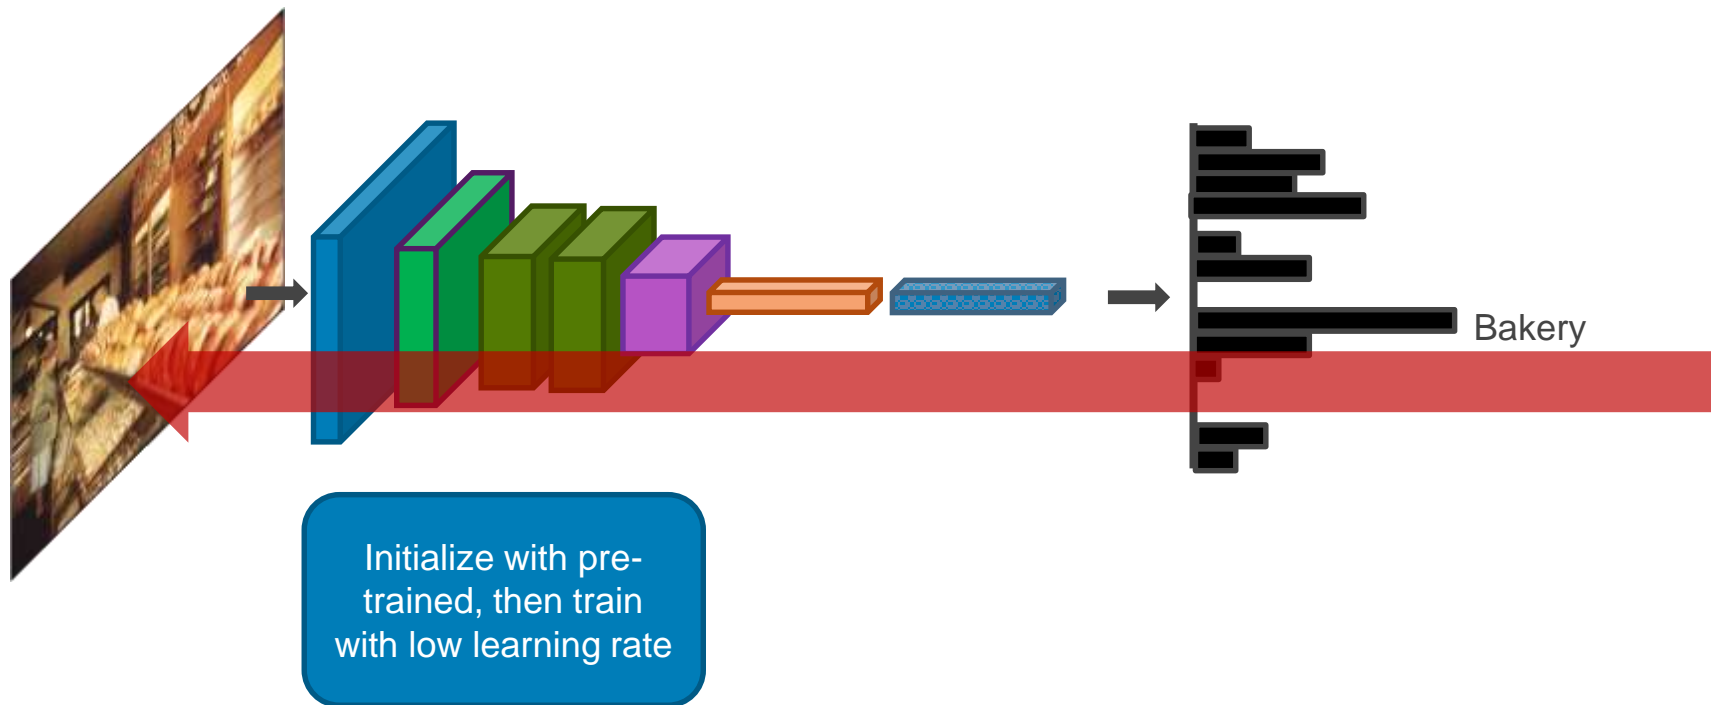 Bakery
Initialize with pre-
trained, then train
with low learning rate